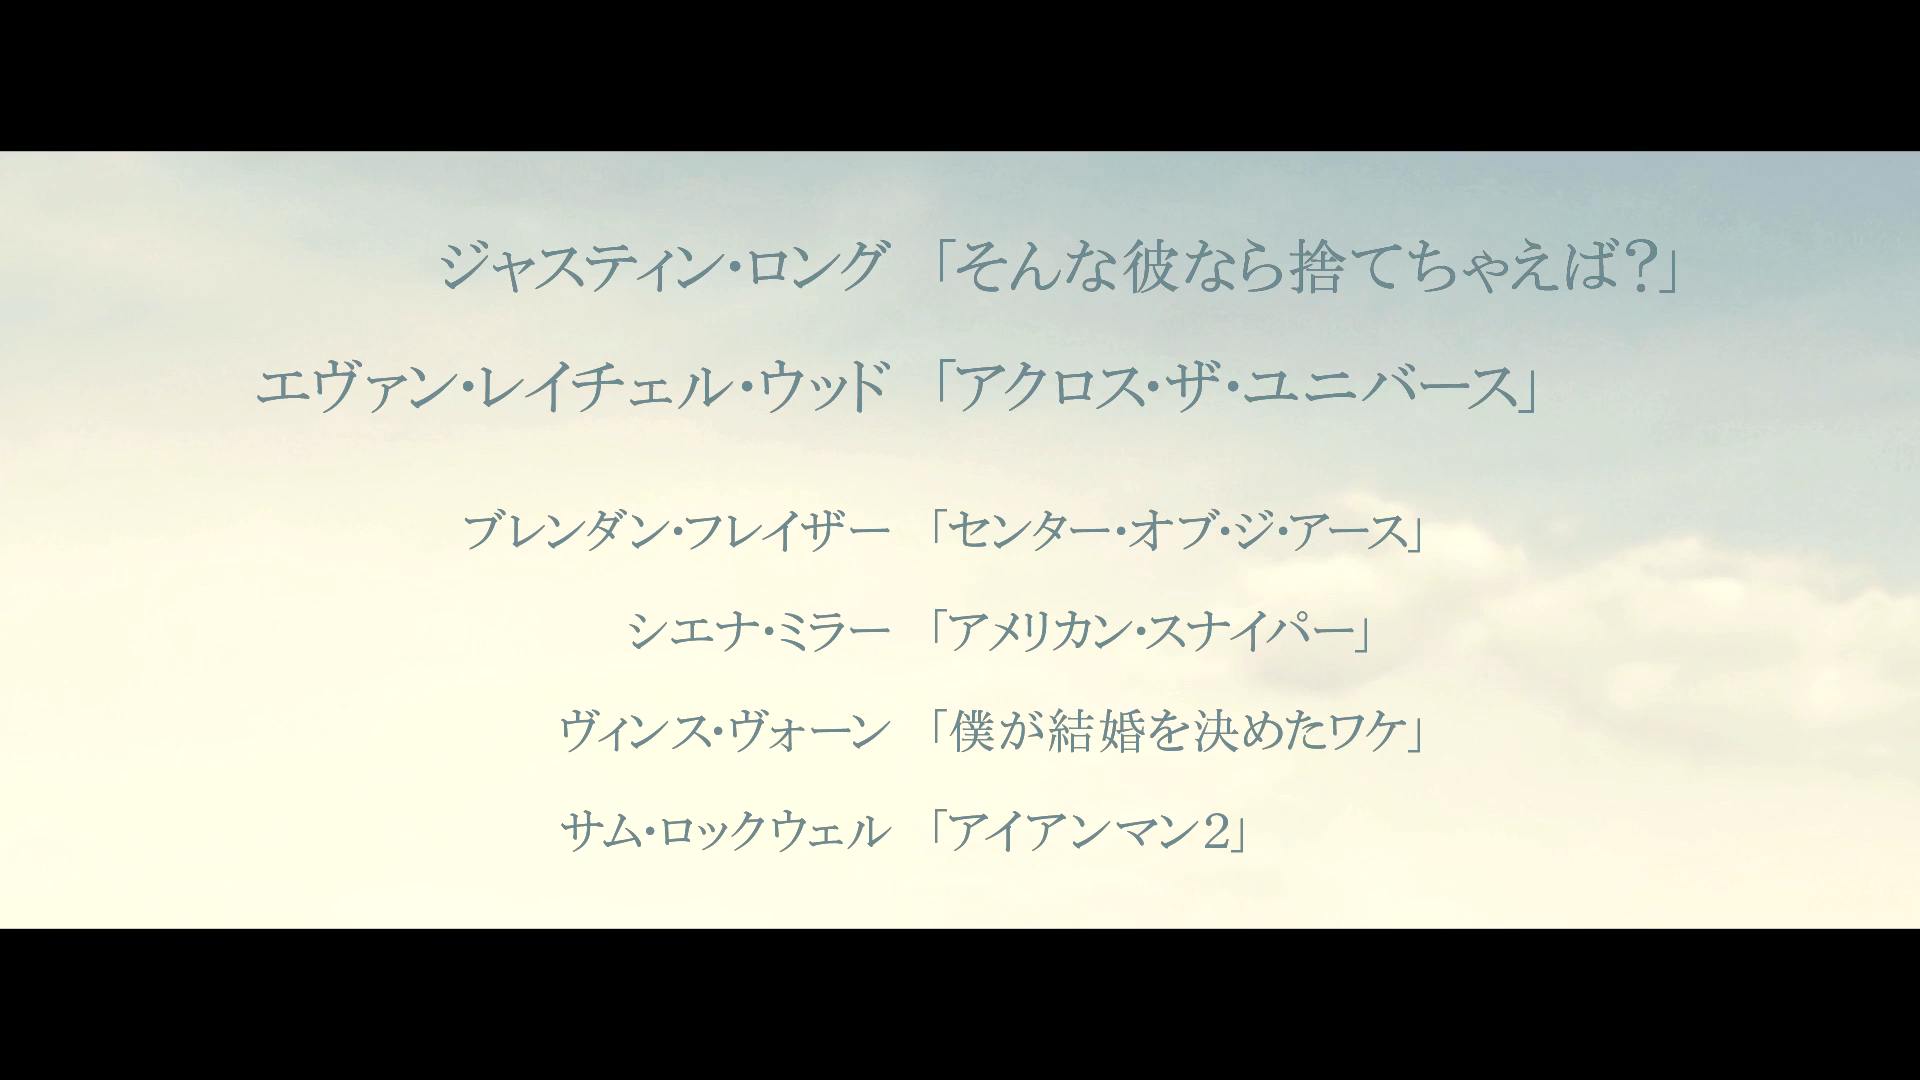 ジャスティン・ロング 「そんな彼なら捨てちゃえば?」
エヴァン・レイチェル・ウッド 「アクロス・ザ・ユニバース」
ブレンダン・フレイザー 「センター・オブ・ジ・アース」
シエナ・ミラー 「アメリカン・スナイパー」
ヴィンス・ヴォーン 「僕が結婚を決めたワケ」
サム・ロックウェル 「アイアンマン2」